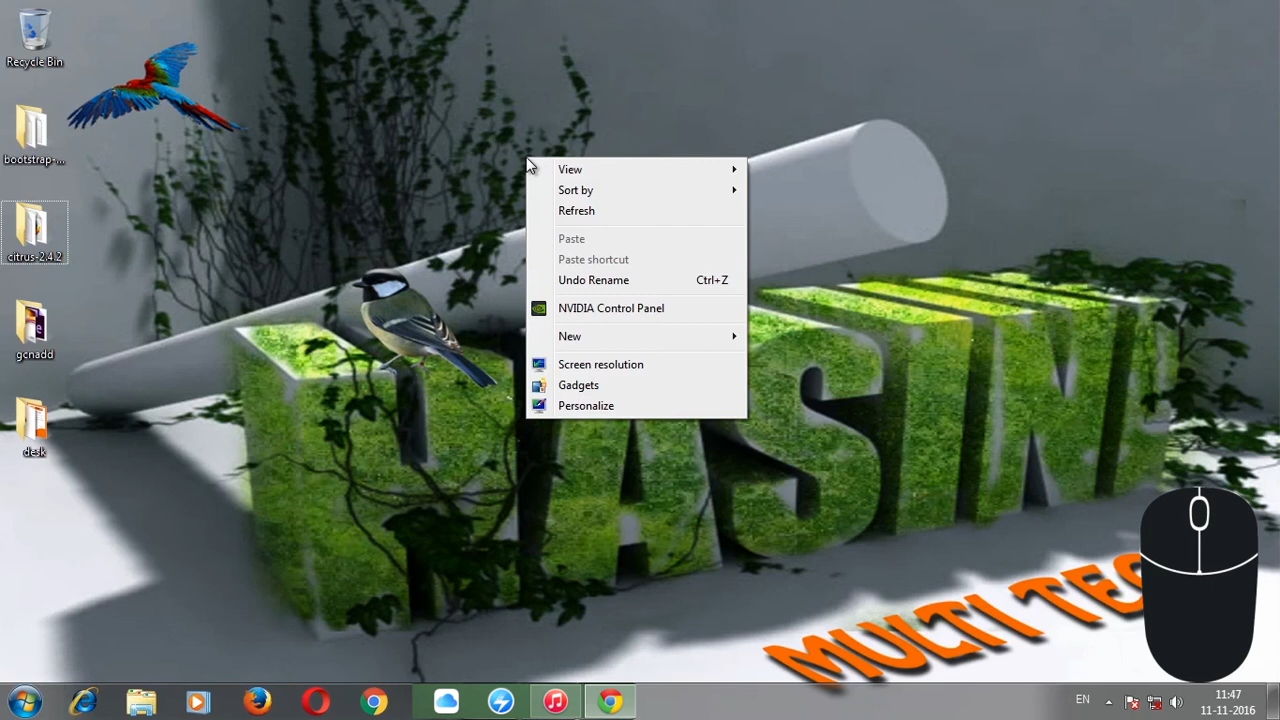 Recycle Bin
bootstrap-...
citrus-2.4.2
gcnadd
desk
View
Sort by
Refresh
Paste
Paste shortcut
Undo Rename Ctrl+Z
NVIDIA Control Panel
New
Screen resolution
Gadgets
Personalize
MULTI TEC
EN
11:47
11-11-2016